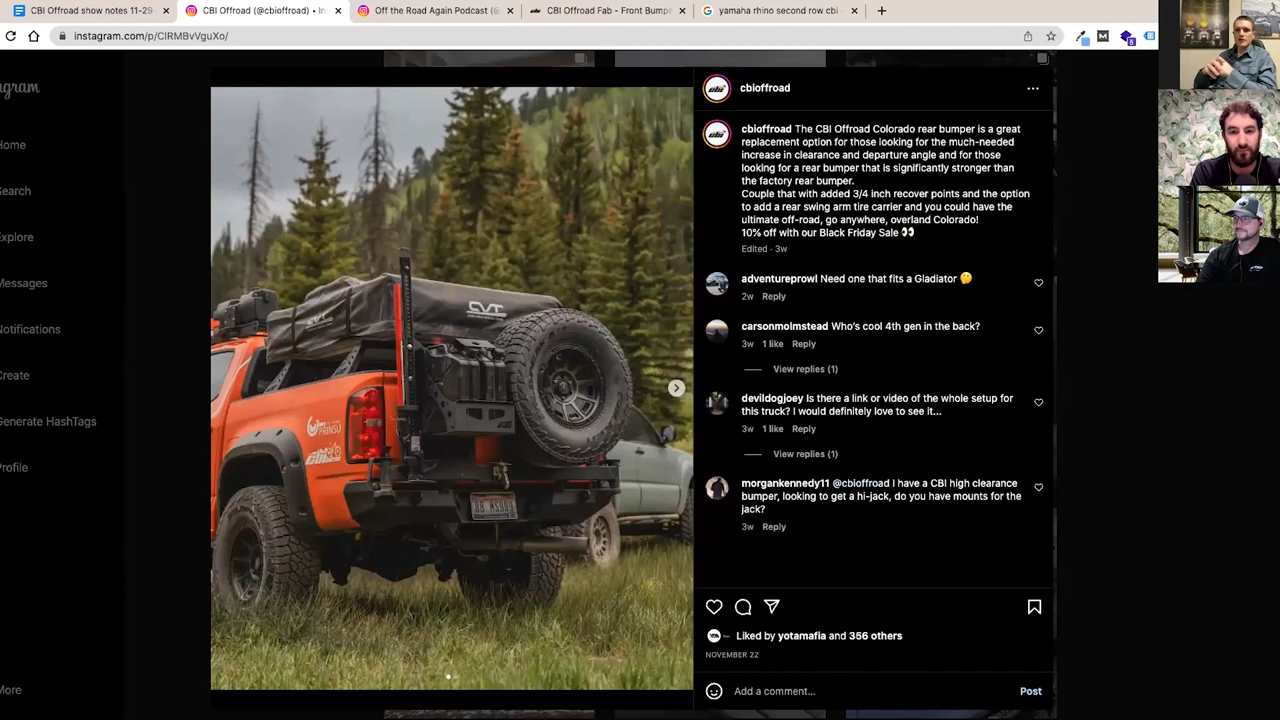 CBI Offroad show notes 11-29
CBI Offroad (@cbioffroad) • In
Off the Road Again Podcast (@
CBI Offroad Fab - Front Bumpe
yamaha rhino second row cbi -
instagram.com/p/ClRMBvVguXo/
agram
Home
Search
Explore
Messages
Notifications
Create
Generate HashTags
Profile
More
CVT
PRINSU
cbi
cbioffroad
cbioffroad The CBI Offroad Colorado rear bumper is a great
replacement option for those looking for the much-needed
increase in clearance and departure angle and for those
looking for a rear bumper that is significantly stronger than
the factory rear bumper.
Couple that with added 3/4 inch recover points and the option
to add a rear swing arm tire carrier and you could have the
ultimate off-road, go anywhere, overland Colorado!
10% off with our Black Friday Sale 👀
Edited · 3w
adventureprowl Need one that fits a Gladiator 🤔
2w Reply
carsonmolmstead Who's cool 4th gen in the back?
3w 1 like Reply
View replies (1)
devildogjoey Is there a link or video of the whole setup for
this truck? I would definitely love to see it...
3w 1 like Reply
View replies (1)
morgankennedy11 @cbioffroad I have a CBI high clearance
bumper, looking to get a hi-jack, do you have mounts for the
jack?
3w Reply
Liked by yotamafia and 356 others
NOVEMBER 22
Add a comment...
Post